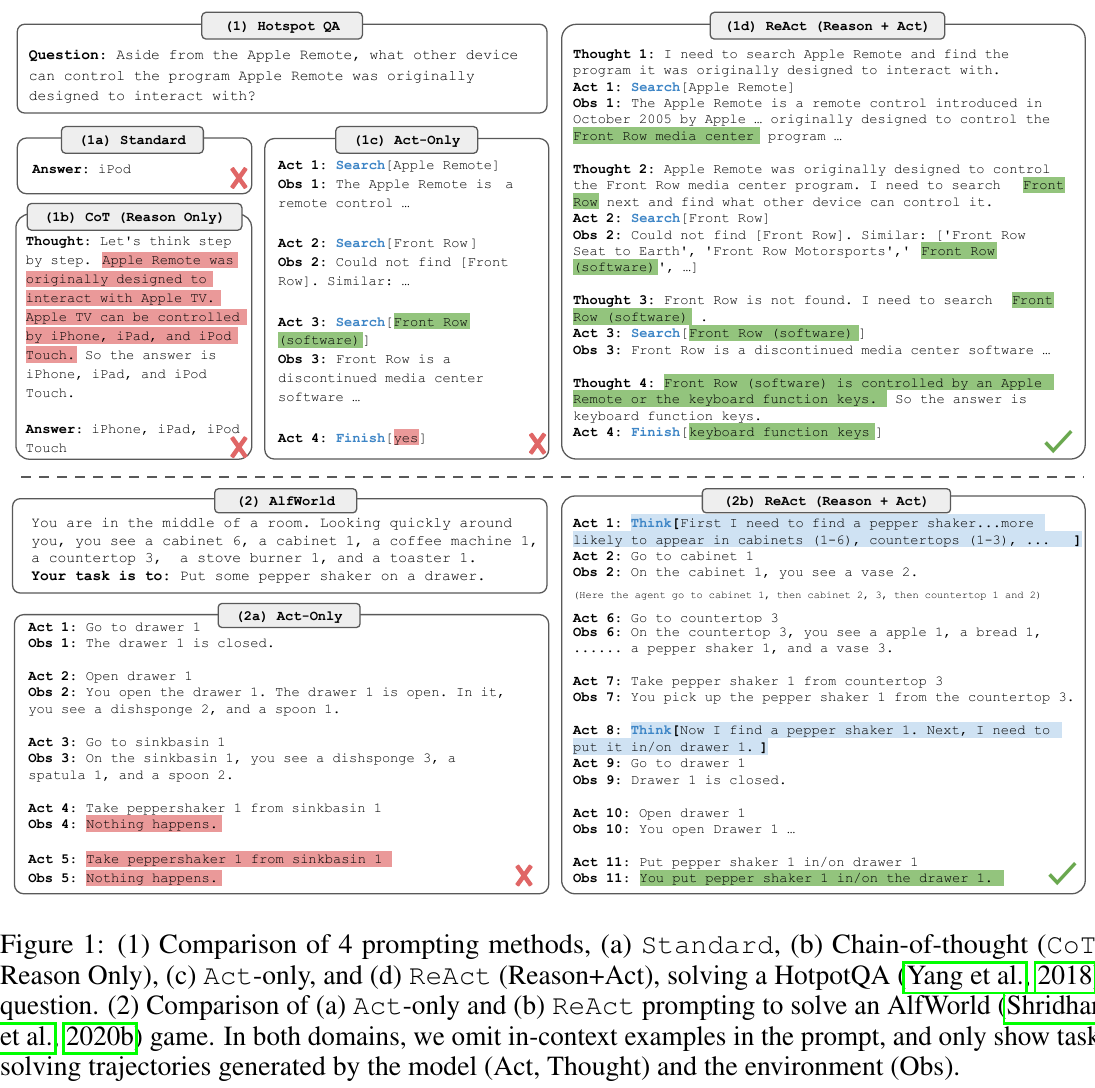 (1) Hotspot QA
Question: Aside from the Apple Remote, what other device
can control the program Apple Remote was originally
designed to interact with?
(1a) Standard
Answer: iPod
(1b) CoT (Reason Only)
Thought: Let's think step
by step. Apple Remote was
originally designed to
interact with Apple TV.
Apple TV can be controlled
by iPhone, iPad, and iPod
Touch. So the answer is
iPhone, iPad, and iPod
Touch.
Answer: iPhone, iPad, iPod
Touch
(1c) Act-Only
Act 1: Search[Apple Remote]
Obs 1: The Apple Remote is a
remote control …
Act 2: Search[Front Row]
Obs 2: Could not find [Front
Row]. Similar: …
Act 3: Search[Front Row
(software)]
Obs 3: Front Row is a
discontinued media center
software …
Act 4: Finish[yes]
(1d) ReAct (Reason + Act)
Thought 1: I need to search Apple Remote and find the
program it was originally designed to interact with.
Act 1: Search[Apple Remote]
Obs 1: The Apple Remote is a remote control introduced in
October 2005 by Apple … originally designed to control the
Front Row media center program …
Thought 2: Apple Remote was originally designed to control
the Front Row media center program. I need to search Front
Row next and find what other device can control it.
Act 2: Search[Front Row]
Obs 2: Could not find [Front Row]. Similar: ['Front Row
Seat to Earth', 'Front Row Motorsports',' Front Row
(software)', …]
Thought 3: Front Row is not found. I need to search Front
Row (software) .
Act 3: Search[Front Row (software)]
Obs 3: Front Row is a discontinued media center software …
Thought 4: Front Row (software) is controlled by an Apple
Remote or the keyboard function keys. So the answer is
keyboard function keys.
Act 4: Finish[keyboard function keys]
(2) AlfWorld
You are in the middle of a room. Looking quickly around
you, you see a cabinet 6, a cabinet 1, a coffee machine 1,
a countertop 3, a stove burner 1, and a toaster 1.
Your task is to: Put some pepper shaker on a drawer.
(2a) Act-Only
Act 1: Go to drawer 1
Obs 1: The drawer 1 is closed.
Act 2: Open drawer 1
Obs 2: You open the drawer 1. The drawer 1 is open. In it,
you see a dishsponge 2, and a spoon 1.
Act 3: Go to sinkbasin 1
Obs 3: On the sinkbasin 1, you see a dishsponge 3, a
spatula 1, and a spoon 2.
Act 4: Take peppershaker 1 from sinkbasin 1
Obs 4: Nothing happens.
Act 5: Take peppershaker 1 from sinkbasin 1
Obs 5: Nothing happens.
(2b) ReAct (Reason + Act)
Act 1: Think[First I need to find a pepper shaker...more
likely to appear in cabinets (1-6), countertops (1-3), ... ]
Act 2: Go to cabinet 1
Obs 2: On the cabinet 1, you see a vase 2.
(Here the agent go to cabinet 1, then cabinet 2, 3, then countertop 1 and 2)
Act 6: Go to countertop 3
Obs 6: On the countertop 3, you see a apple 1, a bread 1,
...... a pepper shaker 1, and a vase 3.
Act 7: Take pepper shaker 1 from countertop 3
Obs 7: You pick up the pepper shaker 1 from the countertop 3.
Act 8: Think[Now I find a pepper shaker 1. Next, I need to
put it in/on drawer 1. ]
Act 9: Go to drawer 1
Obs 9: Drawer 1 is closed.
Act 10: Open drawer 1
Obs 10: You open Drawer 1 …
Act 11: Put pepper shaker 1 in/on drawer 1
Obs 11: You put pepper shaker 1 in/on the drawer 1.
Figure 1: (1) Comparison of 4 prompting methods, (a) Standard, (b) Chain-of-thought (CoT
Reason Only), (c) Act-only, and (d) ReAct (Reason+Act), solving a HotpotQA (Yang et al., 2018
question. (2) Comparison of (a) Act-only and (b) ReAct prompting to solve an AlfWorld (Shridhar
et al., 2020b) game. In both domains, we omit in-context examples in the prompt, and only show task
solving trajectories generated by the model (Act, Thought) and the environment (Obs).